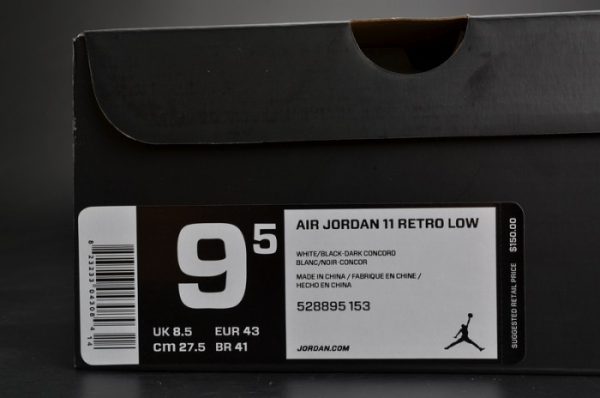 9 5
UK 8.5 EUR 43
CM 27.5 BR 41
AIR JORDAN 11 RETRO LOW
WHITE/BLACK-DARK CONCORD
BLANC/NOIR-CONCOR
MADE IN CHINA / FABRIQUE EN CHINE /
HECHO EN CHINA
528895 153
JORDAN.COM
SUGGESTED RETAIL PRICE $150.00